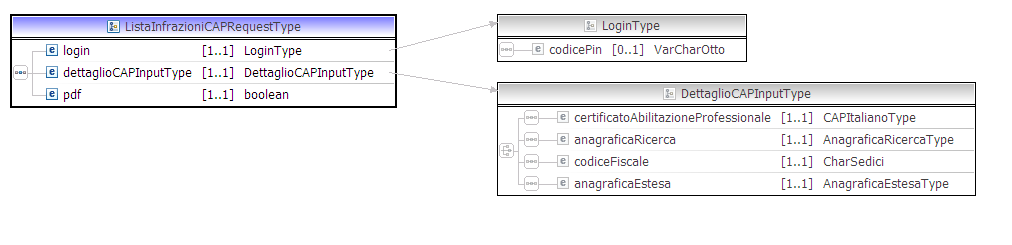 ListaInfrazioniCAPRequestType
e login [1..1] LoginType
e dettaglioCAPInputType [1..1] DettaglioCAPInputType
e pdf [1..1] boolean
LoginType
e codicePin [0..1] VarCharOtto
DettaglioCAPInputType
e certificatoAbilitazioneProfessionale [1..1] CAPItalianoType
e anagraficaRicerca [1..1] AnagraficaRicercaType
e codiceFiscale [1..1] CharSedici
e anagraficaEstesa [1..1] AnagraficaEstesaType